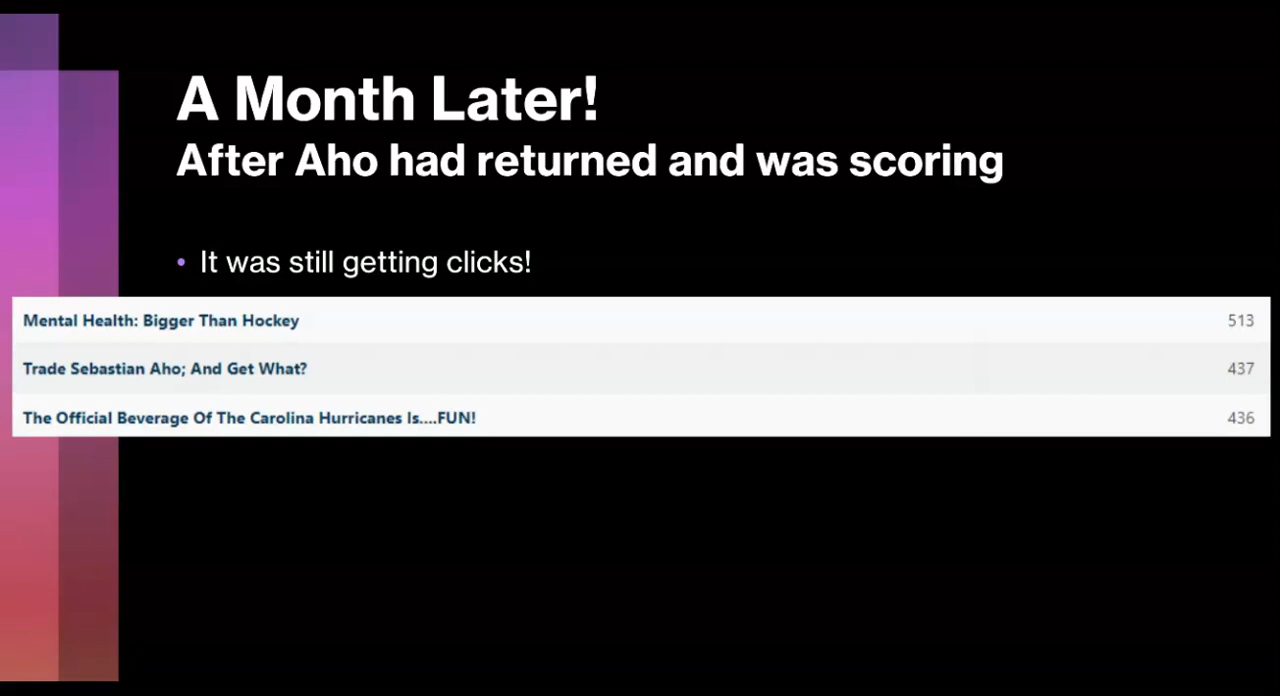 A Month Later!
After Aho had returned and was scoring
• It was still getting clicks!
Mental Health: Bigger Than Hockey 513
Trade Sebastian Aho; And Get What? 437
The Official Beverage Of The Carolina Hurricanes Is....FUN! 436